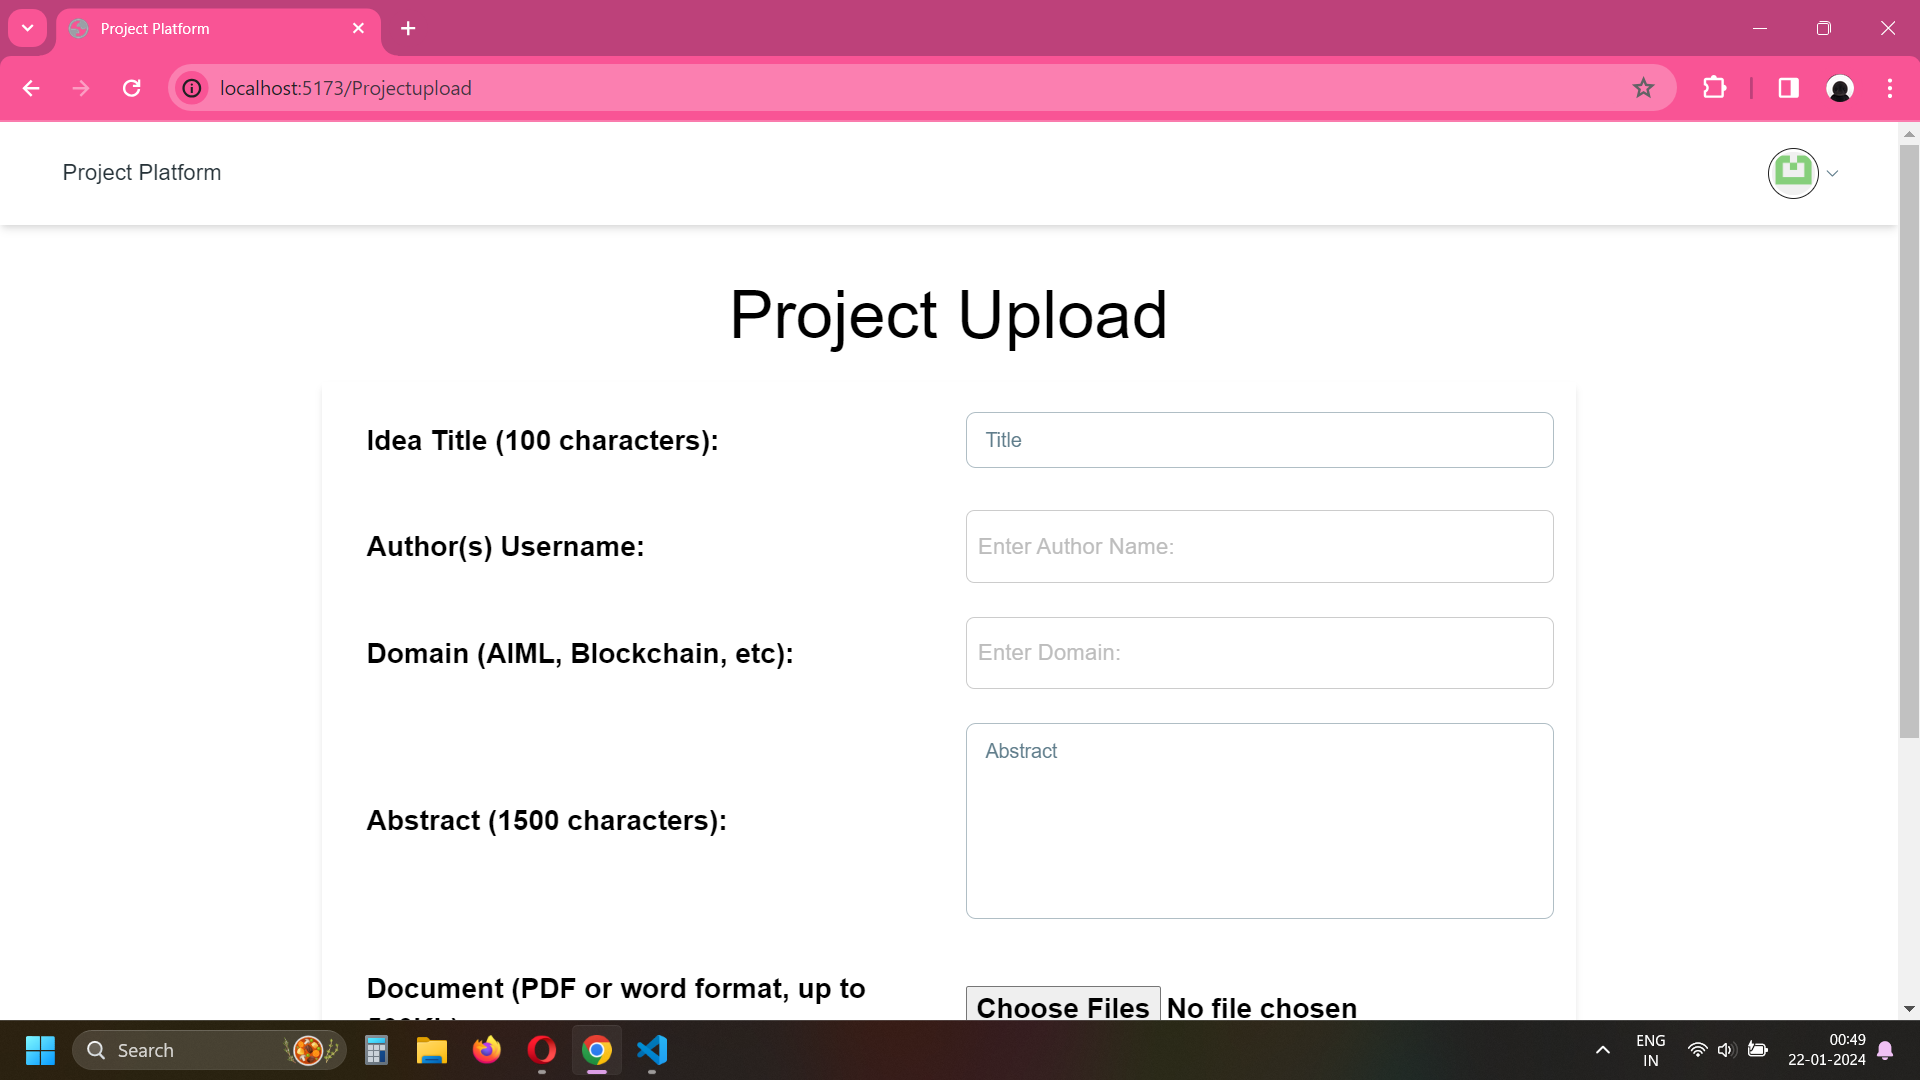 Project Platform
localhost:5173/Projectupload
Project Platform
Project Upload
Idea Title (100 characters):
Title
Author(s) Username:
Enter Author Name:
Domain (AIML, Blockchain, etc):
Enter Domain:
Abstract (1500 characters):
Abstract
Document (PDF or word format, up to
Choose Files No file chosen
Search
ENG
IN
00:49
22-01-2024